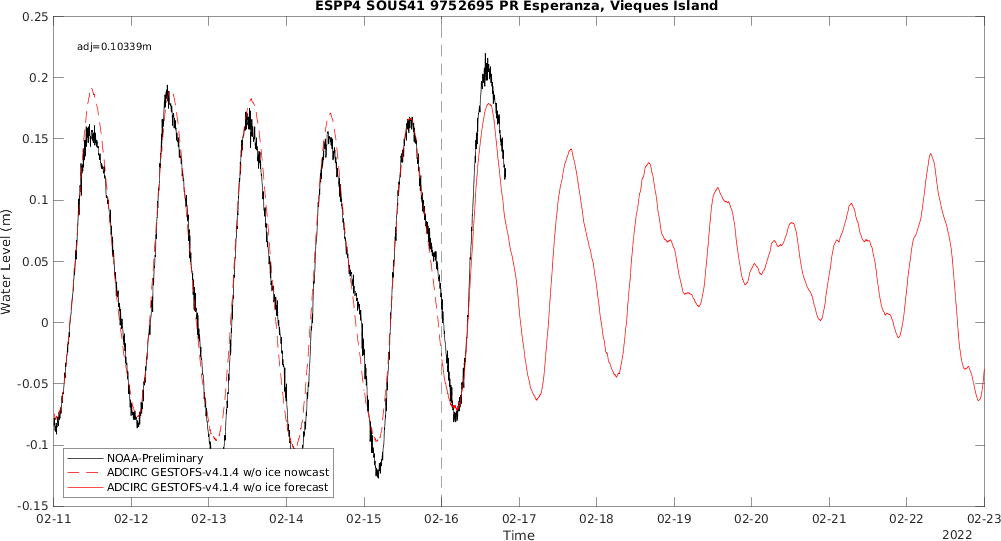 ESPP4 SOUS41 9752695 PR Esperanza, Vieques Island
adj=0.10339m
0.25
0.2
0.15
0.1
0.05
0
-0.05
-0.1
-0.15
Water Level (m)
NOAA-Preliminary
ADCIRC GESTOFS-v4.1.4 w/o ice nowcast
ADCIRC GESTOFS-v4.1.4 w/o ice forecast
02-11 02-12 02-13 02-14 02-15 02-16 02-17 02-18 02-19 02-20 02-21 02-22 02-23
Time
2022